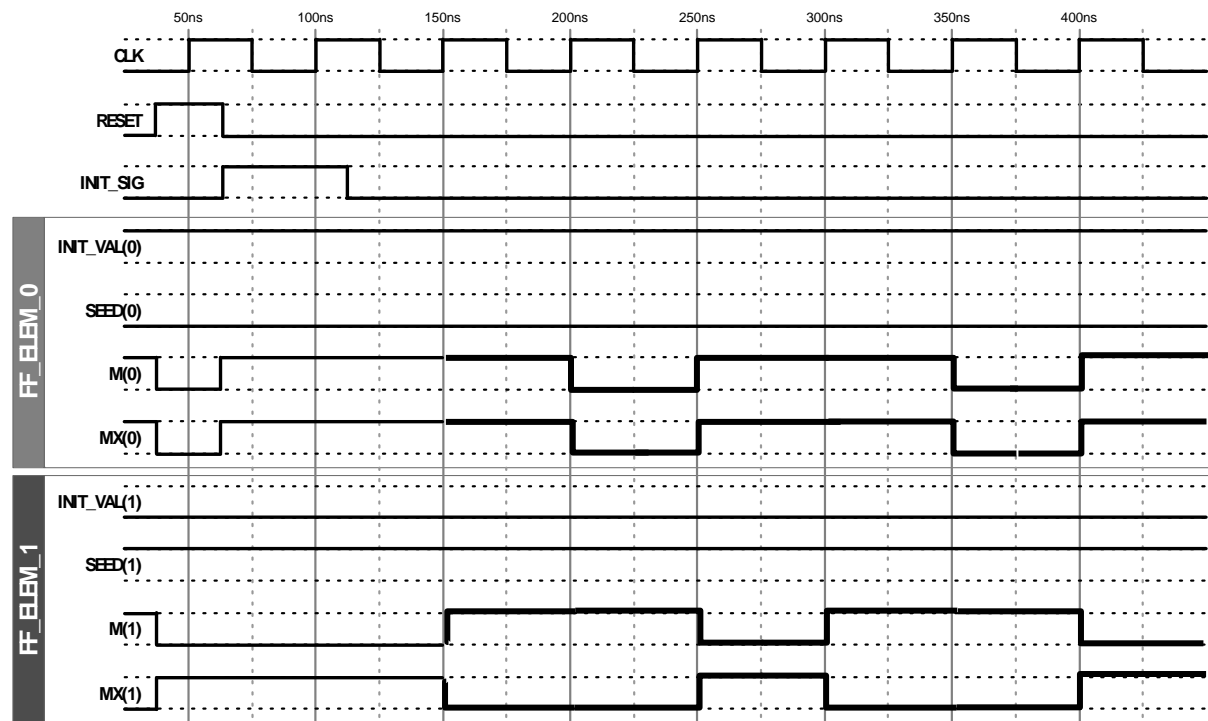 50ns 100ns 150ns 200ns 250ns 300ns 350ns 400ns
CLK
RESET
INIT_SIG
FF_ELEM_0
INIT_VAL(0)
SEED(0)
M(0)
MX(0)
FF_ELEM_1
INIT_VAL(1)
SEED(1)
M(1)
MX(1)